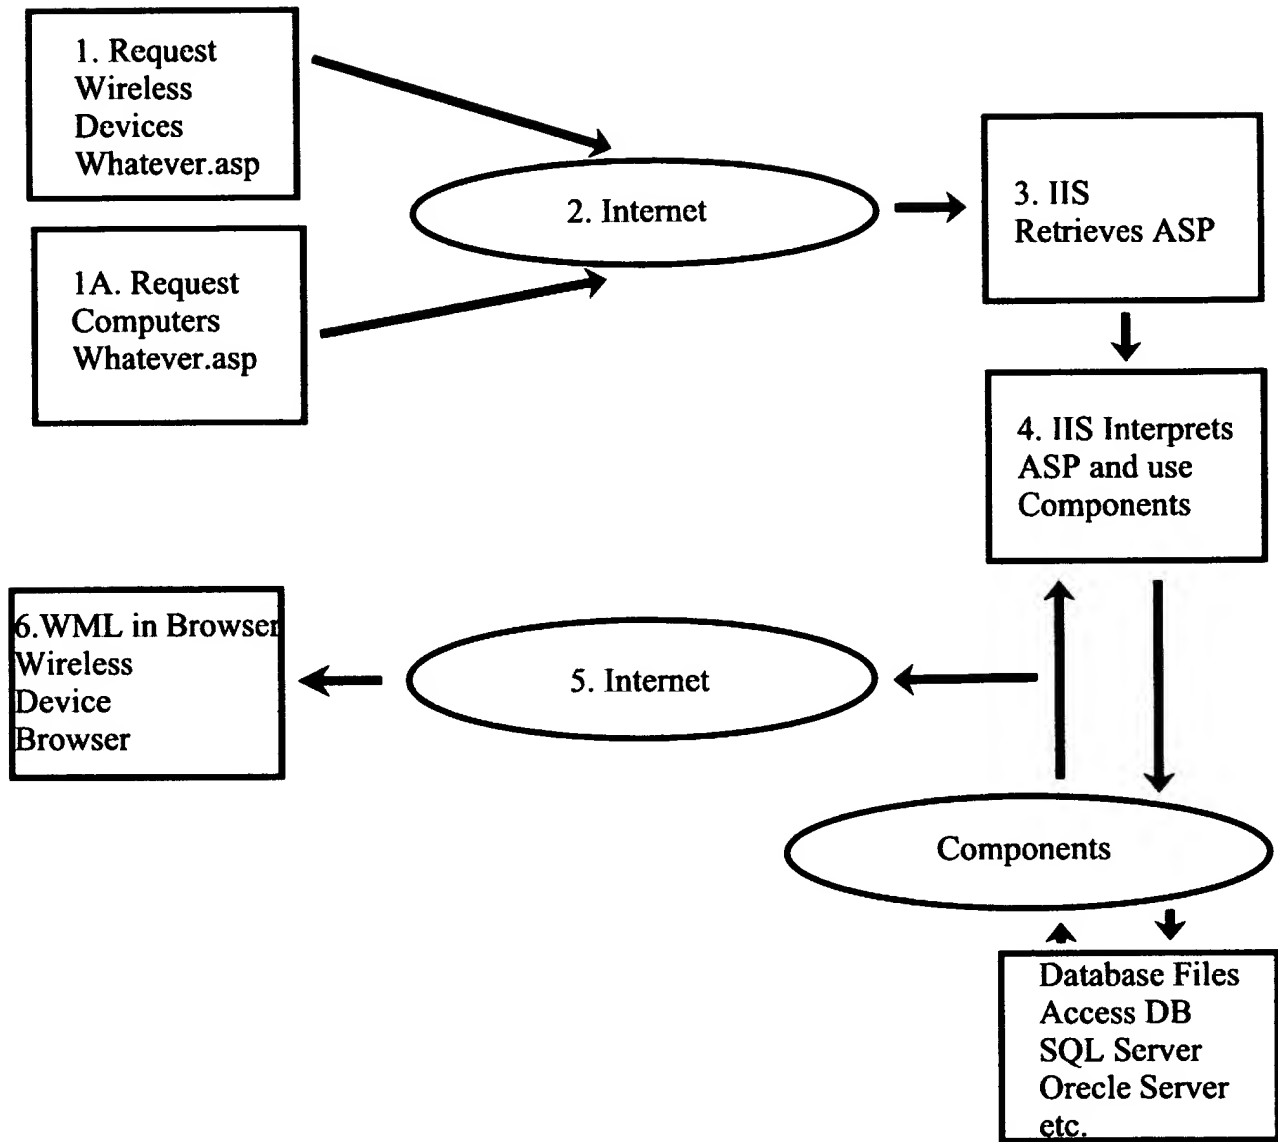 1. Request
Wireless
Devices
Whatever.asp
2. Internet
3. IIS
Retrieves ASP
1A. Request
Computers
Whatever.asp
4. IIS Interprets
ASP and use
Components
6.WML in Browser
Wireless
Device
Browser
5. Internet
Components
Database Files
Access DB
SQL Server
Orecle Server
etc.